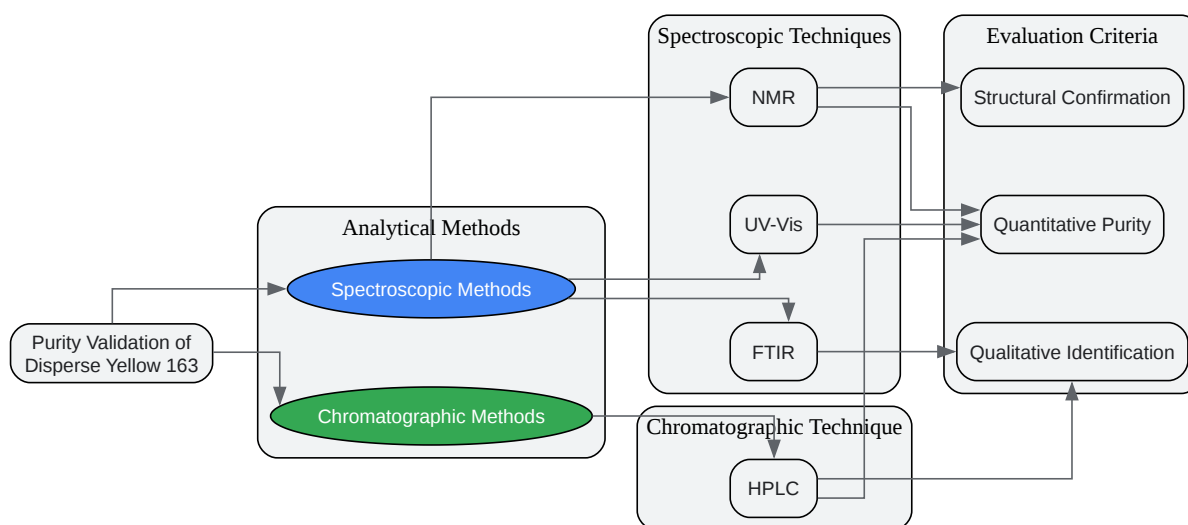 Spectroscopic Techniques
Evaluation Criteria
NMR
Structural Confirmation
Analytical Methods
UV-Vis
Quantitative Purity
Spectroscopic Methods
Purity Validation of
Disperse Yellow 163
FTIR
Qualitative Identification
Chromatographic Methods
Chromatographic Technique
HPLC